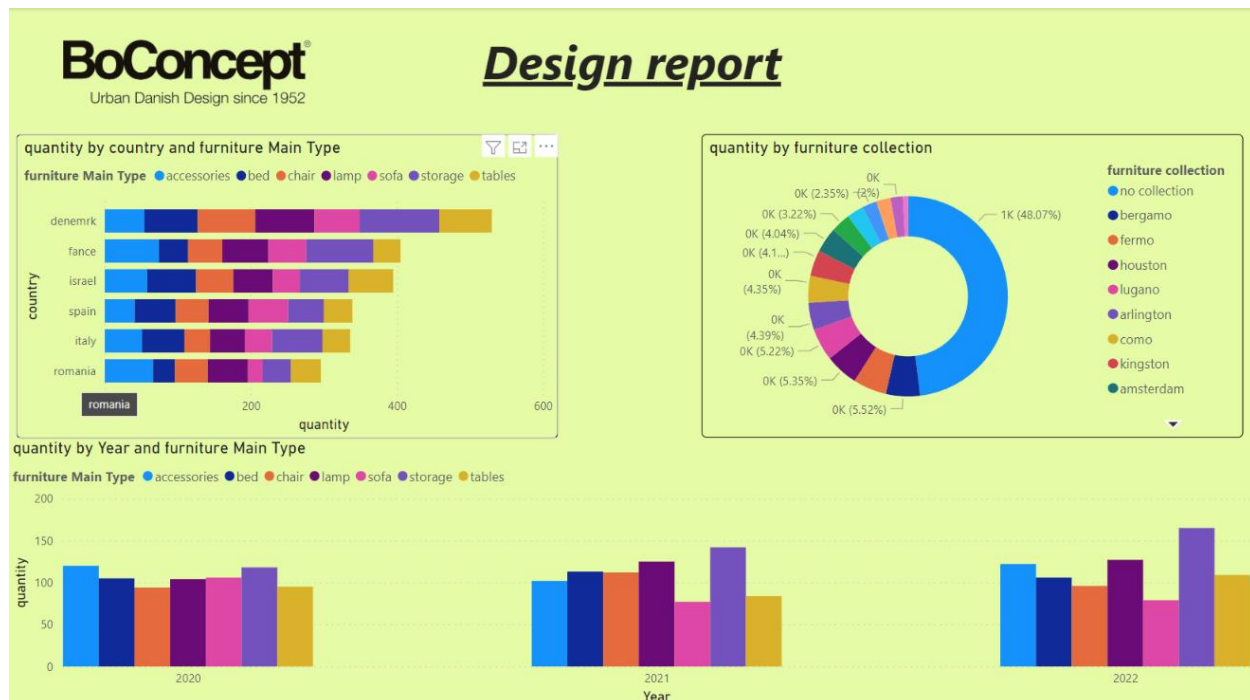 BoConcept®
Urban Danish Design since 1952
Design report
quantity by country and furniture Main Type
furniture Main Type accessories bed chair lamp sofa storage tables
country
denemrk
fance
israel
spain
italy
romania
romania
200
400
600
quantity
quantity by furniture collection
0K
0K (2.35%)
(2%)
0K (3.22%)
0K (4.04%)
0K (4.1...)
0K
(4.35%)
0K
(4.39%)
0K (5.22%)
0K (5.35%)
0K (5.52%)
1K (48.07%)
furniture collection
no collection
bergamo
fermo
houston
lugano
arlington
como
kingston
amsterdam
quantity by Year and furniture Main Type
furniture Main Type accessories bed chair lamp sofa storage tables
quantity
200
150
100
50
0
2020
2021
2022
Year